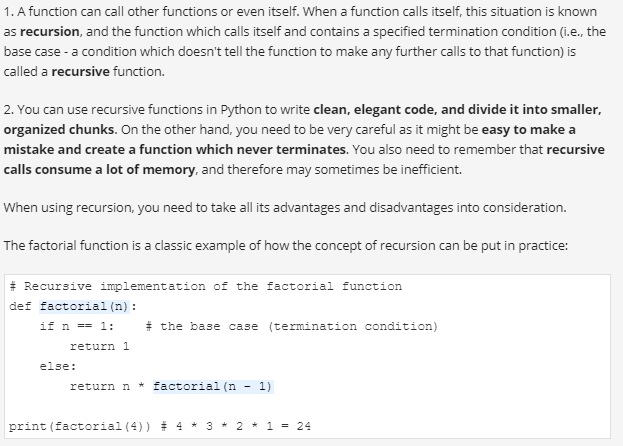 1. A function can call other functions or even itself. When a function calls itself, this situation is known
as recursion, and the function which calls itself and contains a specified termination condition (i.e., the
base case - a condition which doesn't tell the function to make any further calls to that function) is
called a recursive function.
2. You can use recursive functions in Python to write clean, elegant code, and divide it into smaller,
organized chunks. On the other hand, you need to be very careful as it might be easy to make a
mistake and create a function which never terminates. You also need to remember that recursive
calls consume a lot of memory, and therefore may sometimes be inefficient.
When using recursion, you need to take all its advantages and disadvantages into consideration.
The factorial function is a classic example of how the concept of recursion can be put in practice:
# Recursive implementation of the factorial function
def factorial(n):
    if n == 1:    # the base case (termination condition)
        return 1
    else:
        return n * factorial(n - 1)
print(factorial(4)) # 4 * 3 * 2 * 1 = 24